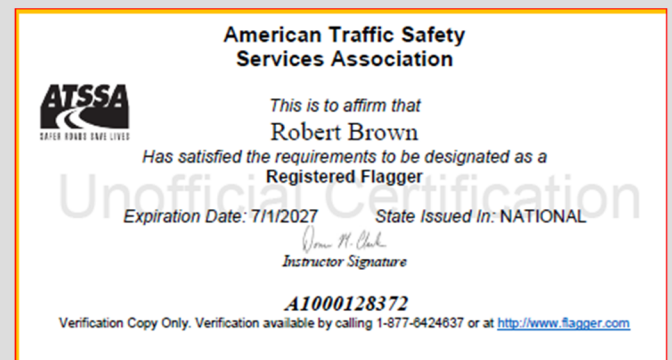 American Traffic Safety
Services Association
ATSSA
SAFER ROADS SAVE LIVES
This is to affirm that
Robert Brown
Has satisfied the requirements to be designated as a
Registered Flagger
Unofficial Certification
Expiration Date: 7/1/2027 State Issued In: NATIONAL
Instructor Signature
A1000128372
Verification Copy Only. Verification available by calling 1-877-6424637 or at http://www.flagger.com